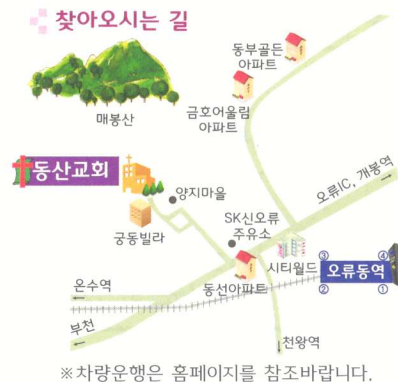 찾아오시는 길
동부골든
아파트
금호어울림
아파트
매봉산
동산교회
양지마을
오류IC, 개봉역
SK신오류
주유소
궁동빌라
시티월드
③
④
오류동역
②
①
동선아파트
온수역
부천
천왕역
※차량운행은 홈페이지를 참조바랍니다.